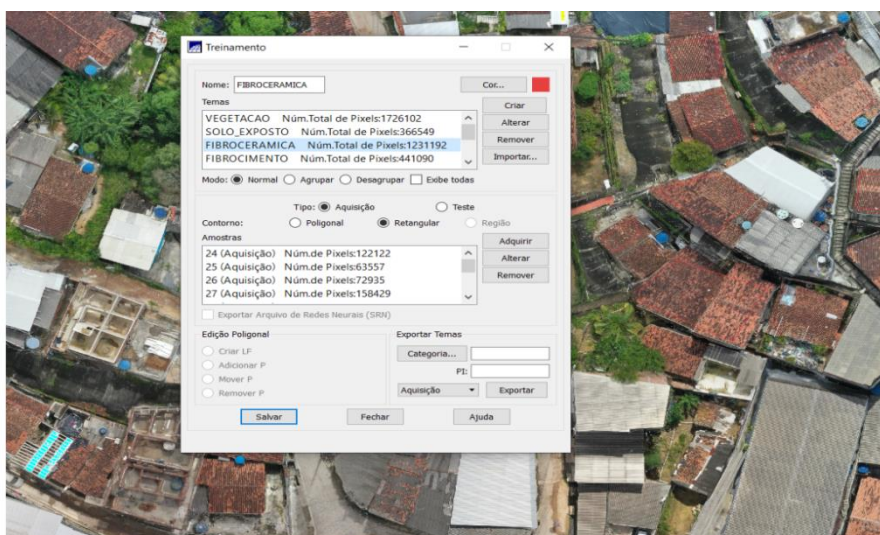 Treinamento
Nome: FIBROCERAMICA Cor...
Temas
VEGETACAO Núm.Total de Pixels:1726102
SOLO_EXPOSTO Núm.Total de Pixels:366549
FIBROCERAMICA Núm.Total de Pixels:1231192
FIBROCIMENTO Núm.Total de Pixels:441090
Criar
Alterar
Remover
Importar...
Modo: Normal Agrupar Desagrupar Exibe todas
Tipo: Aquisição Teste
Contorno: Poligonal Retangular Região
Amostras
24 (Aquisição) Núm.de Pixels:122122
25 (Aquisição) Núm.de Pixels:63557
26 (Aquisição) Núm.de Pixels:72935
27 (Aquisição) Núm.de Pixels:158429
Adquirir
Alterar
Remover
Exportar Arquivo de Redes Neurais (SRN)
Edição Poligonal
Criar LF
Adicionar P
Mover P
Remover P
Exportar Temas
Categoria...
PI:
Aquisição Exportar
Salvar Fechar Ajuda